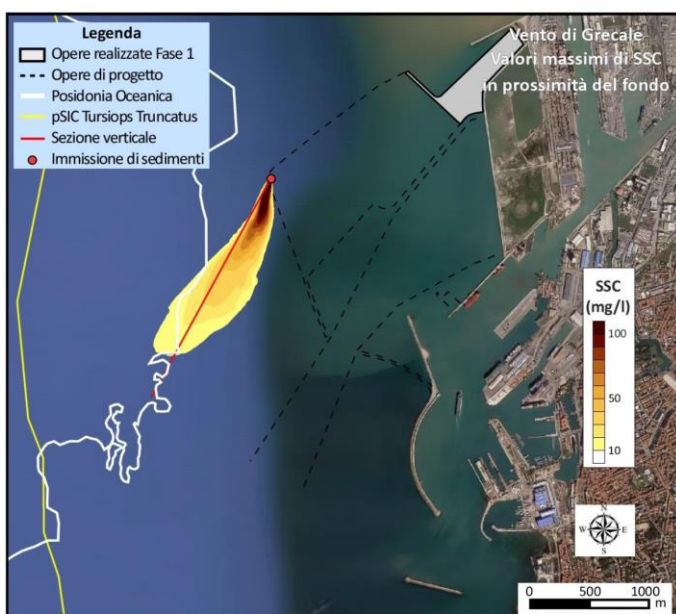 Legenda
Opere realizzate Fase 1
Opere di progetto
Posidonia Oceanica
pSIC Tursiops Truncatus
Sezione verticale
Immissione di sedimenti
Vento di Grecale
Valori massimi di SSC
in prossimità del fondo
SSC
(mg/l)
100
50
10
N
W E
S
0 500 1000
m